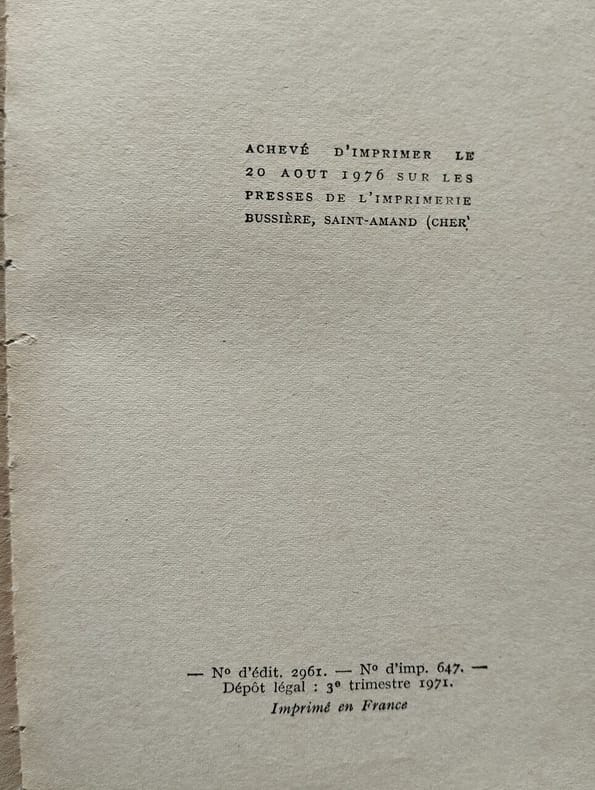 ACHEVÉ D'IMPRIMER LE
20 AOUT 1976 SUR LES
PRESSES DE L'IMPRIMERIE
BUSSIÈRE, SAINT-AMAND (CHER)
— Nº d'édit. 2961. — Nº d'imp. 647. —
Dépôt légal : 3e trimestre 1971.
Imprimé en France